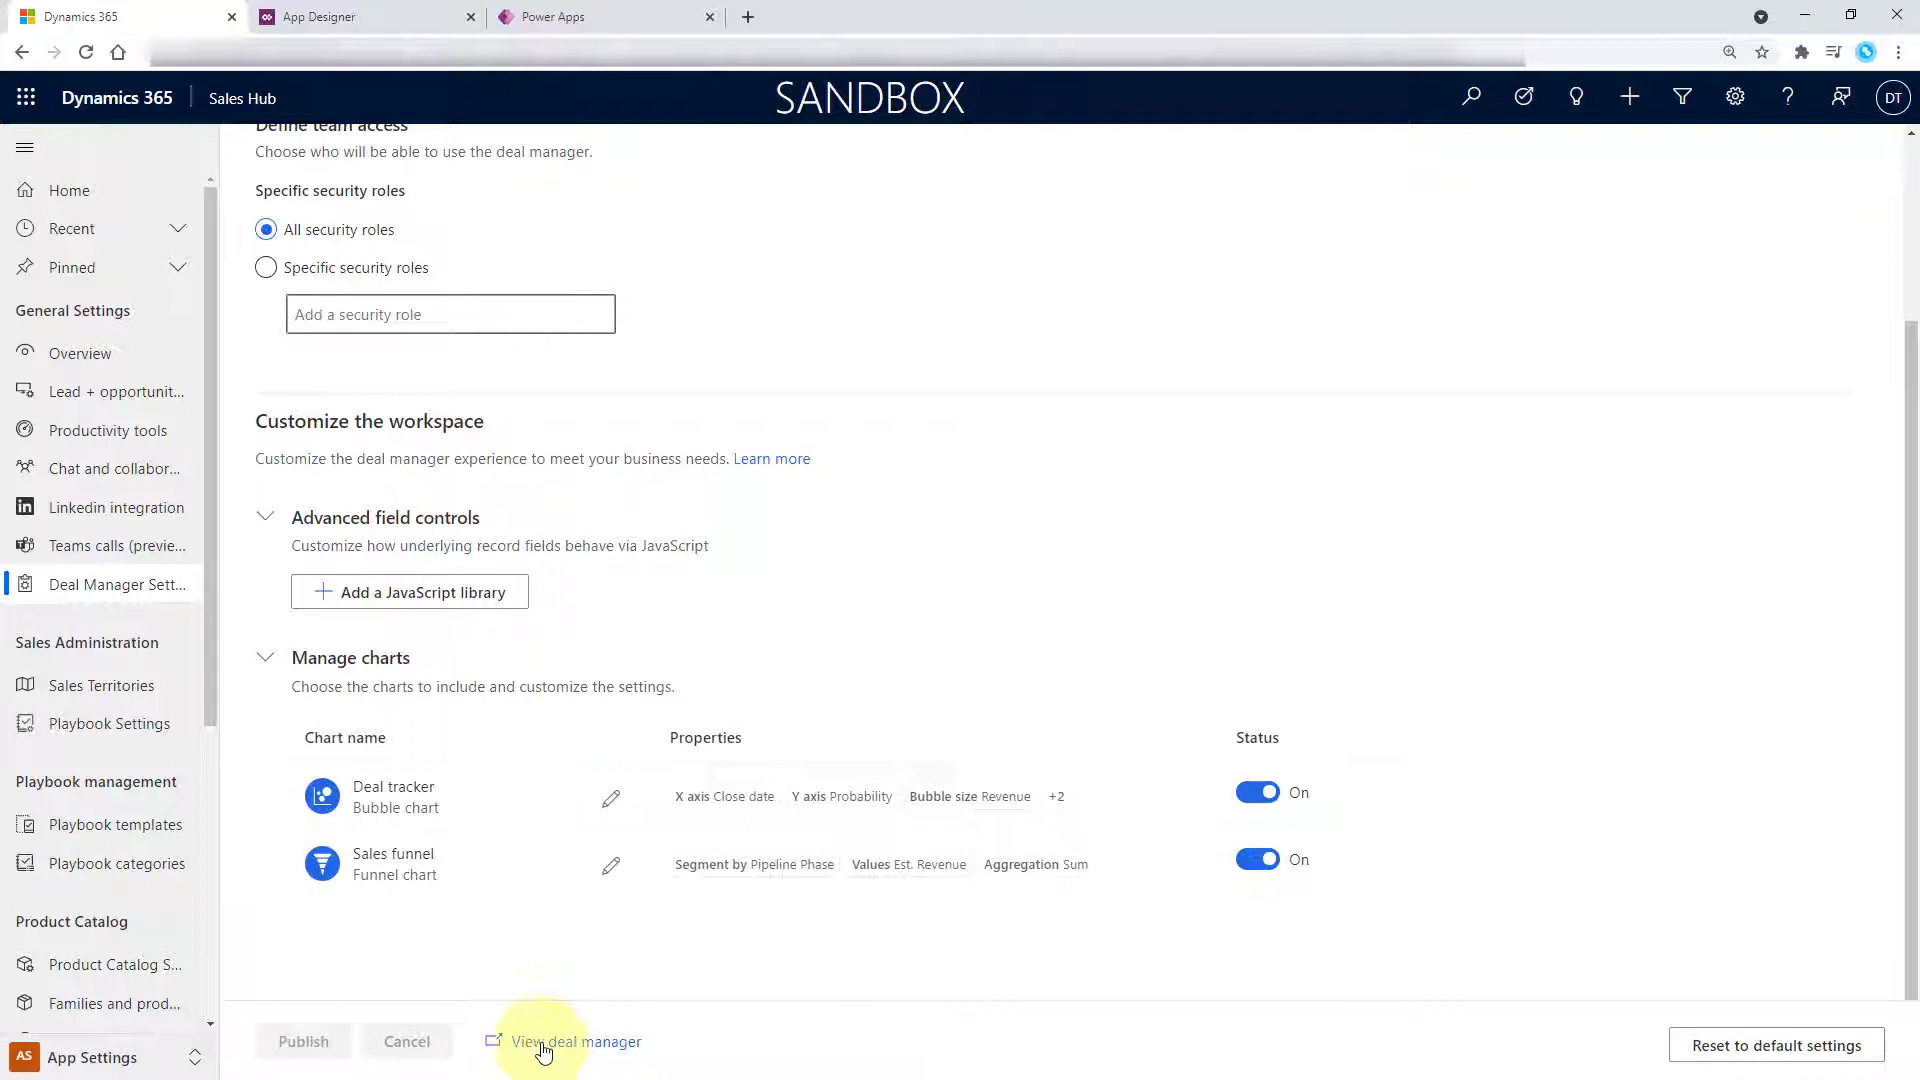 Dynamics 365
App Designer
Power Apps
Dynamics 365
Sales Hub
SANDBOX
DT
Home
Recent
Pinned
General Settings
Overview
Lead + opportunit...
Productivity tools
Chat and collabor...
Linkedin integration
Teams calls (previe...
Deal Manager Sett...
Sales Administration
Sales Territories
Playbook Settings
Playbook management
Playbook templates
Playbook categories
Product Catalog
Product Catalog S...
Families and prod...
AS
App Settings
Define team access
Choose who will be able to use the deal manager.
Specific security roles
All security roles
Specific security roles
Add a security role
Customize the workspace
Customize the deal manager experience to meet your business needs. Learn more
Advanced field controls
Customize how underlying record fields behave via JavaScript
Add a JavaScript library
Manage charts
Choose the charts to include and customize the settings.
Chart name Properties Status
Deal tracker
Bubble chart
X axis Close date Y axis Probability Bubble size Revenue +2
On
Sales funnel
Funnel chart
Segment by Pipeline Phase Values Est. Revenue Aggregation Sum
On
Publish
Cancel
View deal manager
Reset to default settings